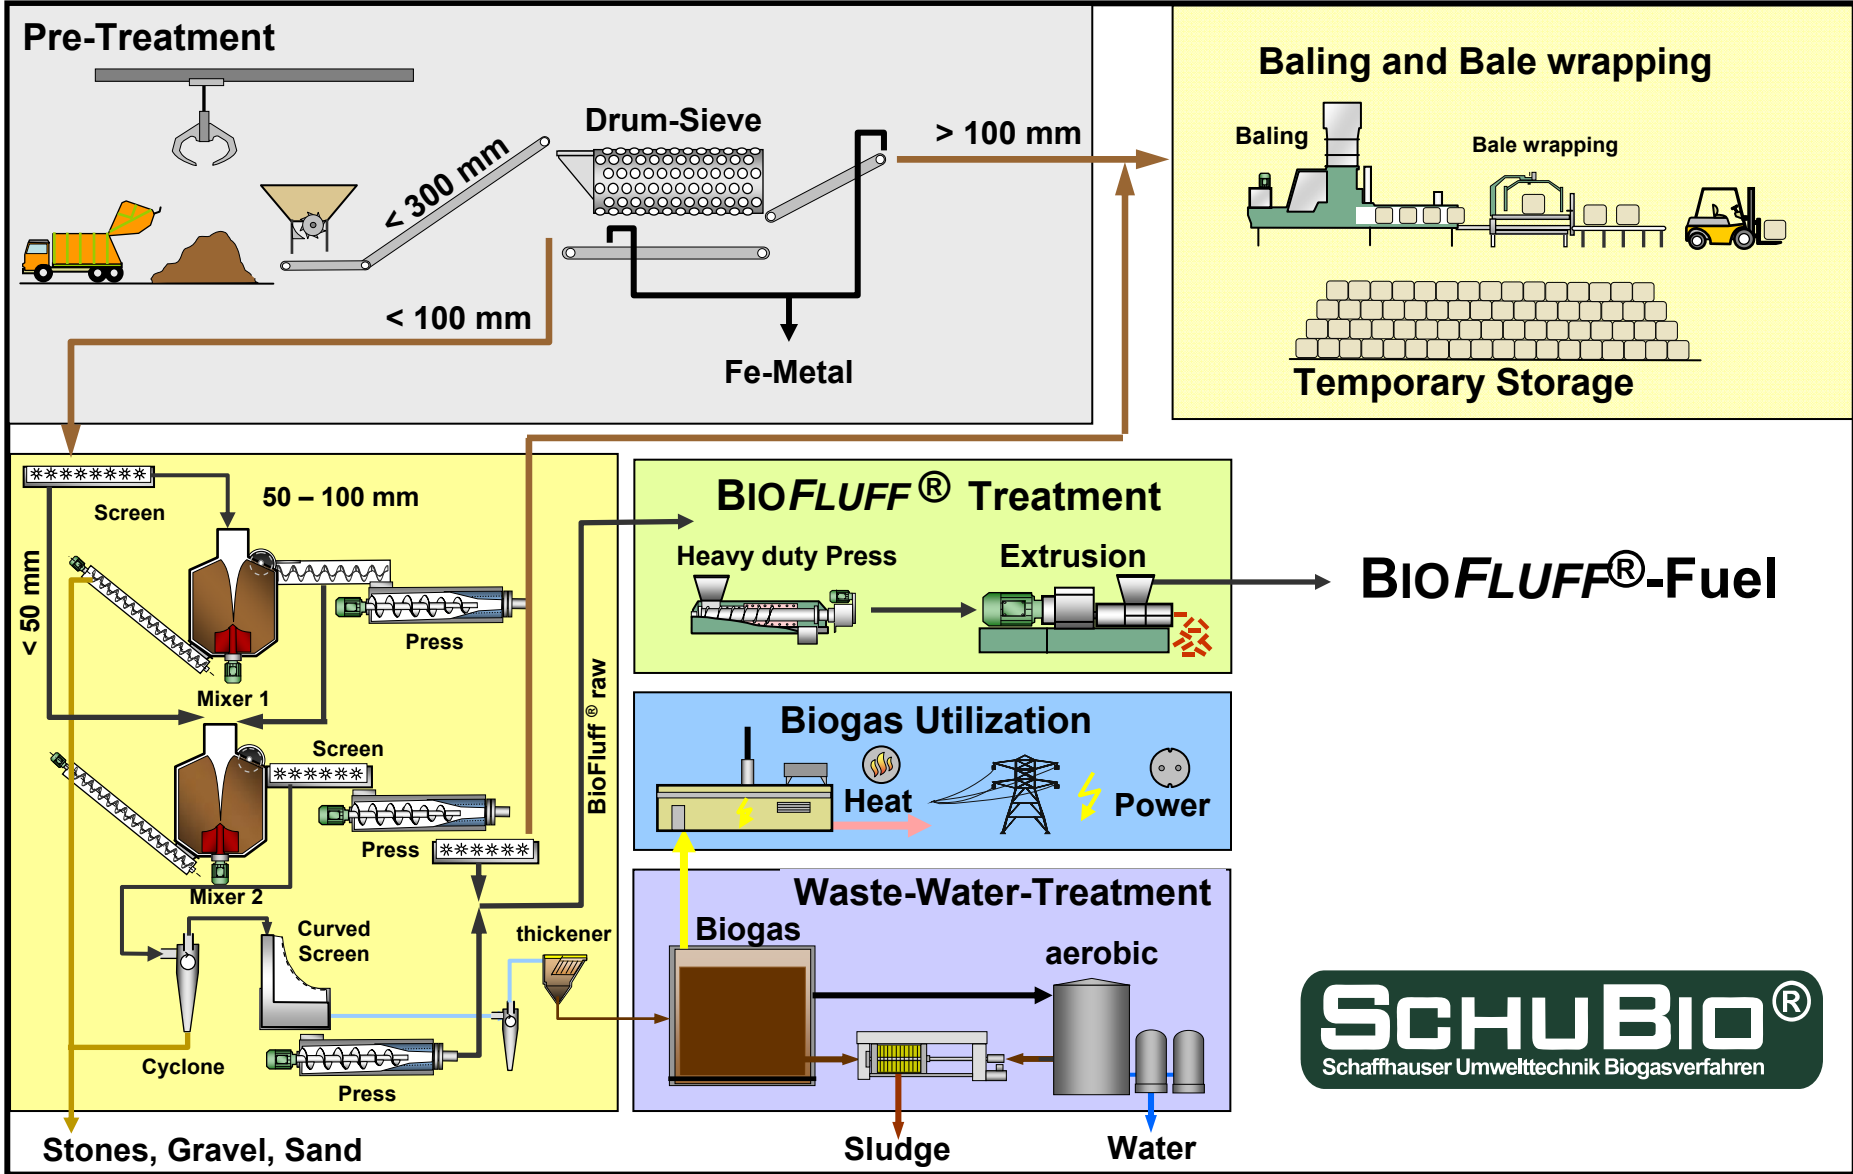 Pre-Treatment
Drum-Sieve
> 100 mm
< 300 mm
< 100 mm
Fe-Metal
Baling and Bale wrapping
Baling
Bale wrapping
Temporary Storage
50 – 100 mm
Screen
< 50 mm
Press
Mixer 1
Screen
Press
Mixer 2
BioFluff ® raw
Curved
Screen
thickener
Cyclone
Press
Stones, Gravel, Sand
BIOFLUFF ® Treatment
Heavy duty Press
Extrusion
BIOFLUFF®-Fuel
Biogas Utilization
Heat
Power
Waste-Water-Treatment
Biogas
aerobic
Sludge
Water
SCHUBIO®
Schaffhauser Umwelttechnik Biogasverfahren